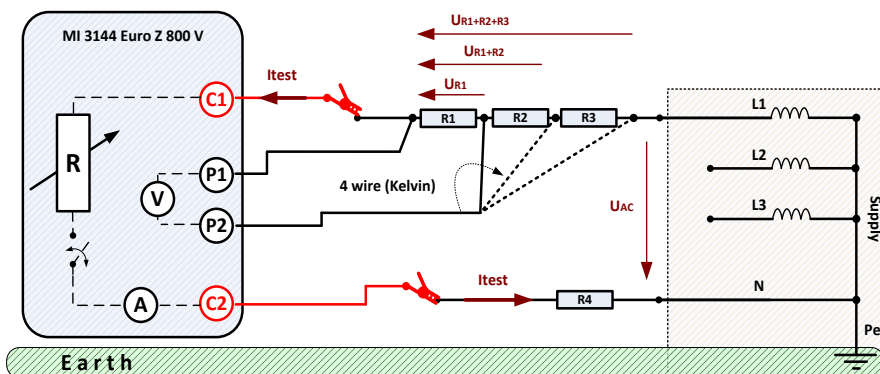 MI 3144 Euro Z 800 V
UR1+R2+R3
UR1+R2
UR1
Itest
C1
R1
R2
R3
L1
R
P1
V
P2
4 wire (Kelvin)
L2
L3
UAC
Supply
A
C2
Itest
R4
N
Pe
Earth